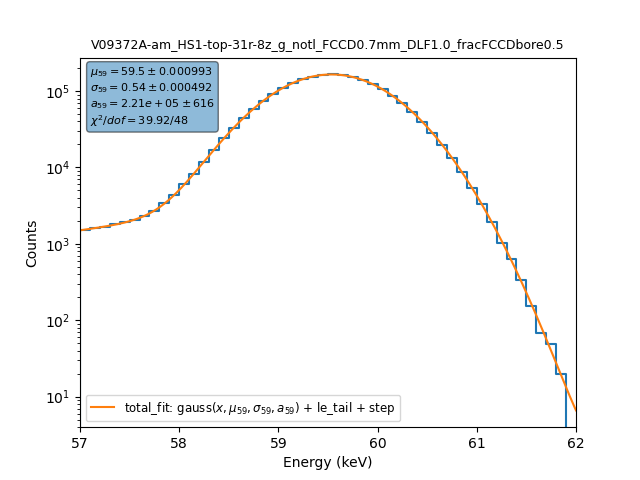 V09372A-am_HS1-top-31r-8z_g_notl_FCCD0.7mm_DLF1.0_fracFCCDbore0.5
μ₅₉ = 59.5 ± 0.000993
σ₅₉ = 0.54 ± 0.000492
a₅₉ = 2.21e + 05 ± 616
χ²/dof = 39.92/48
10⁵
10⁴
10³
10²
10¹
Counts
total_fit: gauss(x, μ₅₉, σ₅₉, a₅₉) + le_tail + step
57 58 59 60 61 62
Energy (keV)